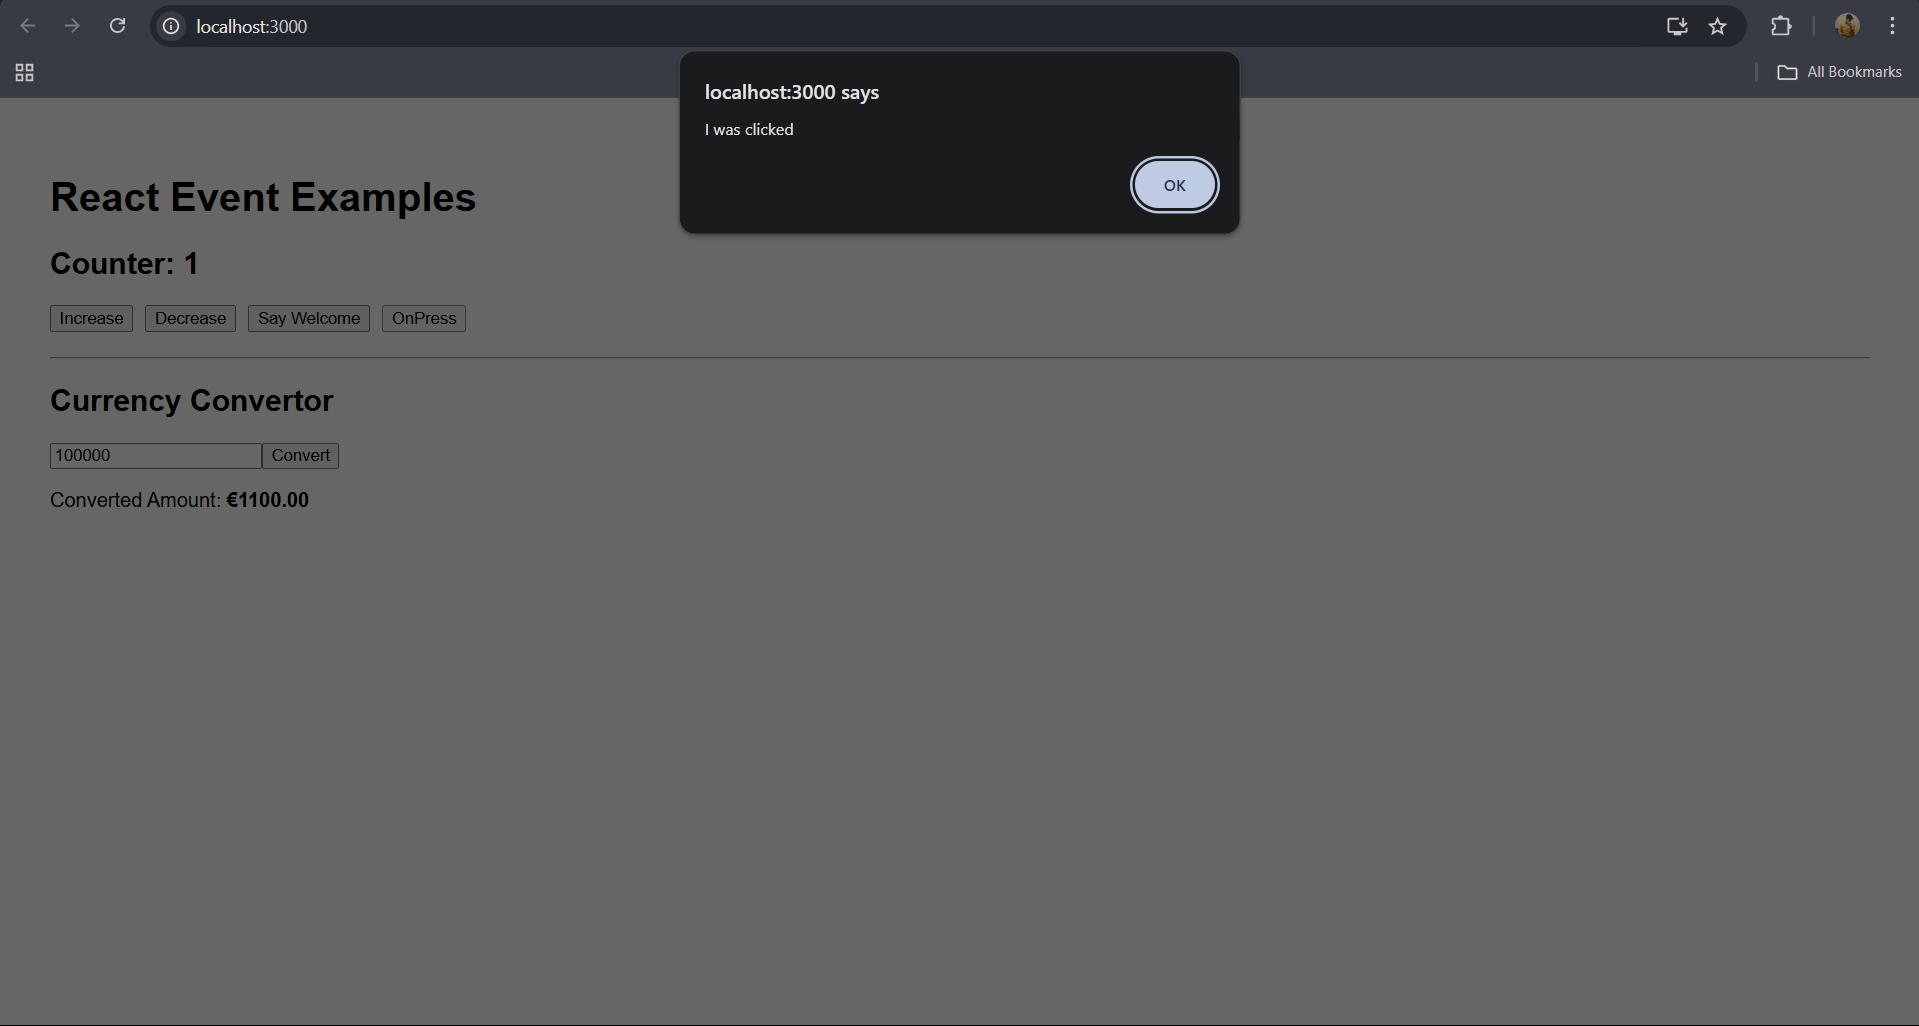 localhost:3000
All Bookmarks
localhost:3000 says
I was clicked
OK
React Event Examples
Counter: 1
Increase Decrease Say Welcome OnPress
Currency Convertor
100000 Convert
Converted Amount: €1100.00